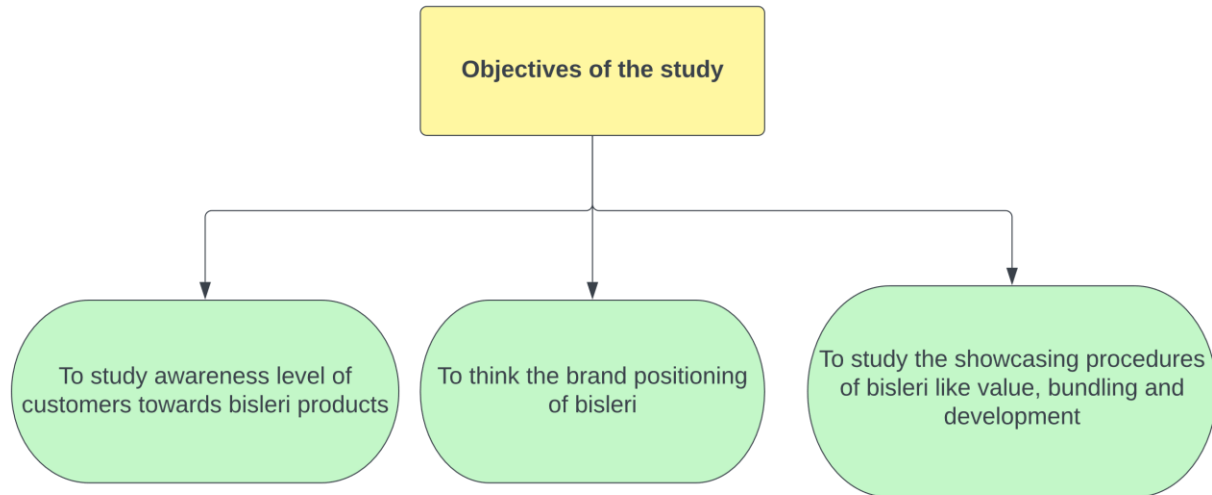 Objectives of the study
To study awareness level of
customers towards bisleri products
To think the brand positioning
of bisleri
To study the showcasing procedures
of bisleri like value, bundling and
development